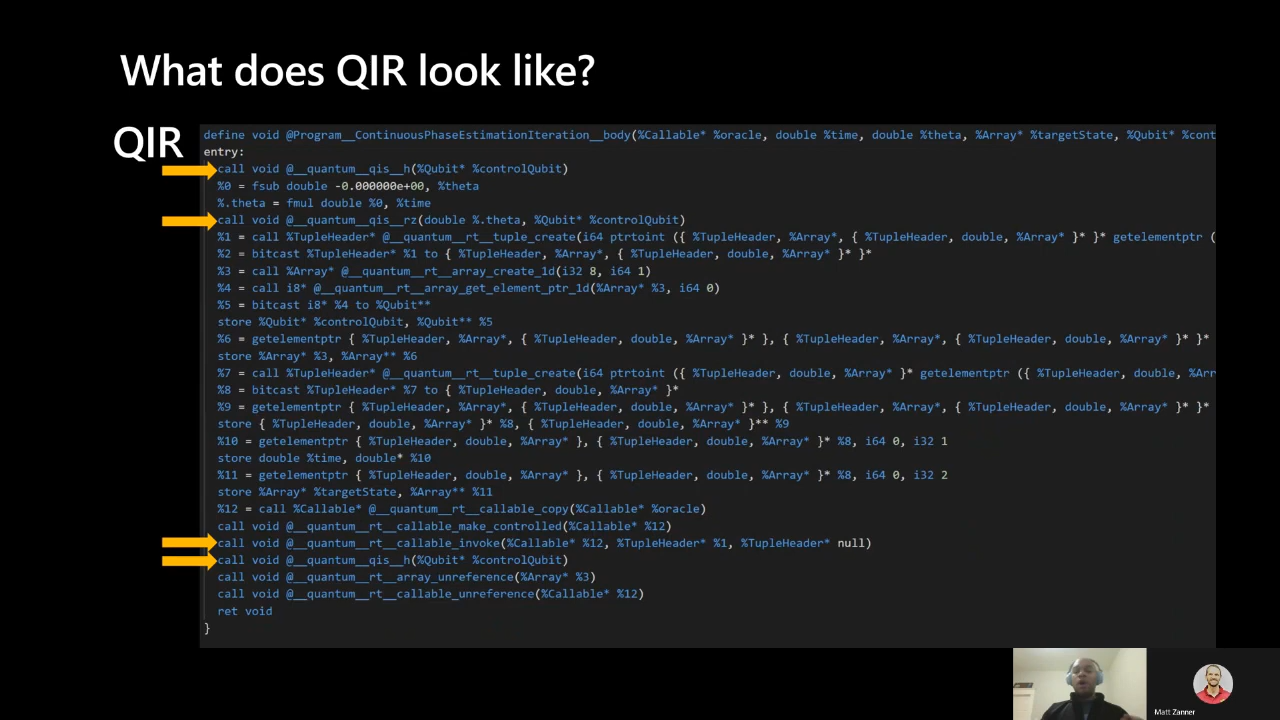 What does QIR look like?
QIR
define void @Program__ContinuousPhaseEstimationIteration__body(%Callable* %oracle, double %time, double %theta, %Array* %targetState, %Qubit* %cont
entry:
call void @__quantum__qis__h(%Qubit* %controlQubit)
%0 = fsub double -0.000000e+00, %theta
%.theta = fmul double %0, %time
call void @__quantum__qis__rz(double %.theta, %Qubit* %controlQubit)
%1 = call %TupleHeader* @__quantum__rt__tuple_create(i64 ptrtoint ({ %TupleHeader, %Array*, { %TupleHeader, double, %Array* }* }* getelementptr (
%2 = bitcast %TupleHeader* %1 to { %TupleHeader, %Array*, { %TupleHeader, double, %Array* }* }*
%3 = call %Array* @__quantum__rt__array_create_1d(i32 8, i64 1)
%4 = call i8* @__quantum__rt__array_get_element_ptr_1d(%Array* %3, i64 0)
%5 = bitcast i8* %4 to %Qubit**
store %Qubit* %controlQubit, %Qubit** %5
%6 = getelementptr { %TupleHeader, %Array*, { %TupleHeader, double, %Array* }* }, { %TupleHeader, %Array*, { %TupleHeader, double, %Array* }* }*
store %Array* %3, %Array** %6
%7 = call %TupleHeader* @__quantum__rt__tuple_create(i64 ptrtoint ({ %TupleHeader, double, %Array* }* getelementptr ({ %TupleHeader, double, %Arr
%8 = bitcast %TupleHeader* %7 to { %TupleHeader, double, %Array* }*
%9 = getelementptr { %TupleHeader, %Array*, { %TupleHeader, double, %Array* }* }, { %TupleHeader, %Array*, { %TupleHeader, double, %Array* }* }*
store { %TupleHeader, double, %Array* }* %8, { %TupleHeader, double, %Array* }** %9
%10 = getelementptr { %TupleHeader, double, %Array* }, { %TupleHeader, double, %Array* }* %8, i64 0, i32 1
store double %time, double* %10
%11 = getelementptr { %TupleHeader, double, %Array* }, { %TupleHeader, double, %Array* }* %8, i64 0, i32 2
store %Array* %targetState, %Array** %11
%12 = call %Callable* @__quantum__rt__callable_copy(%Callable* %oracle)
call void @__quantum__rt__callable_make_controlled(%Callable* %12)
call void @__quantum__rt__callable_invoke(%Callable* %12, %TupleHeader* %1, %TupleHeader* null)
call void @__quantum__qis__h(%Qubit* %controlQubit)
call void @__quantum__rt__array_unreference(%Array* %3)
call void @__quantum__rt__callable_unreference(%Callable* %12)
ret void
}
Matt Zanner